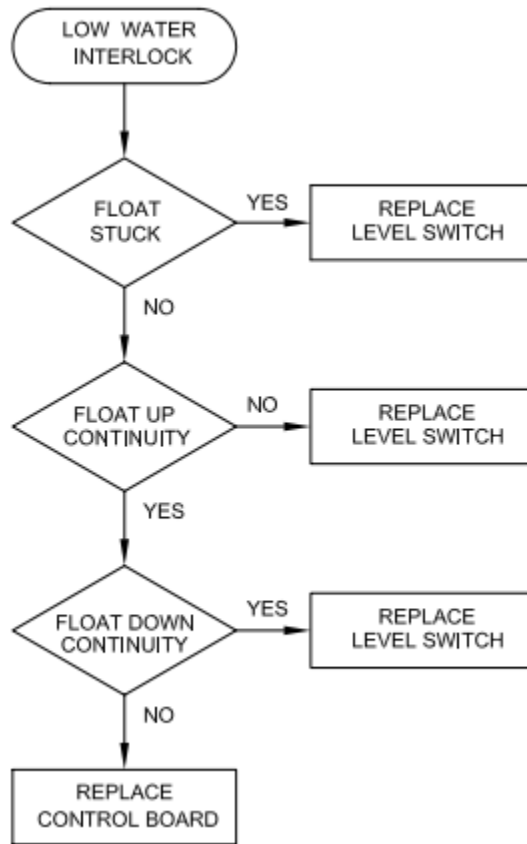 LOW WATER
INTERLOCK
FLOAT
STUCK
YES
REPLACE
LEVEL SWITCH
NO
FLOAT UP
CONTINUITY
NO
REPLACE
LEVEL SWITCH
YES
FLOAT DOWN
CONTINUITY
YES
REPLACE
LEVEL SWITCH
NO
REPLACE
CONTROL BOARD